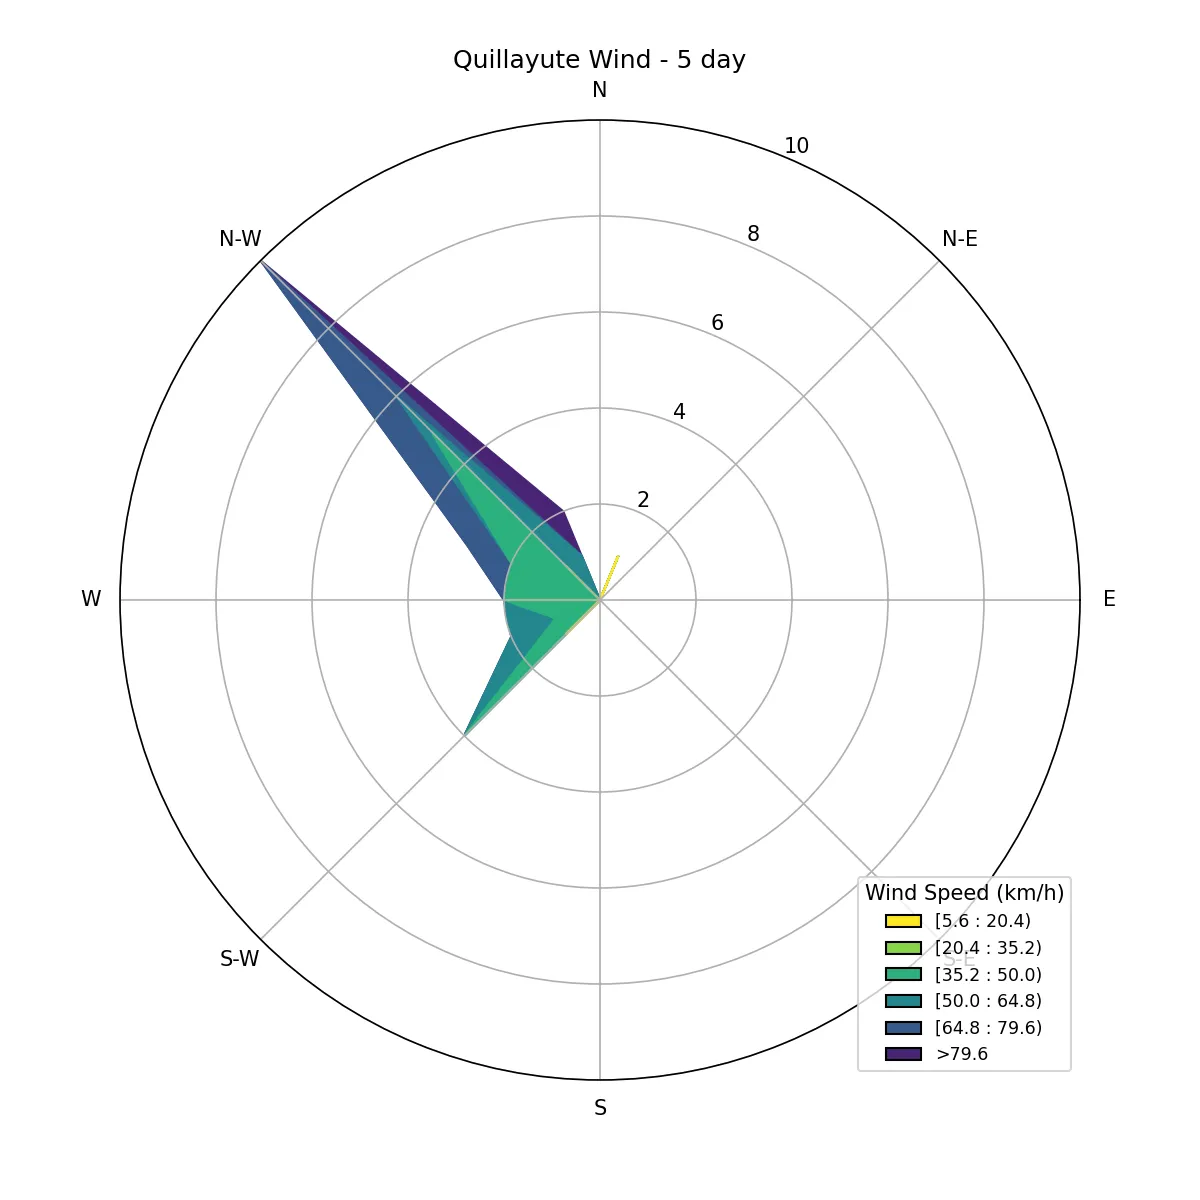 Quillayute Wind - 5 day
N
10
N-W
8
N-E
6
4
2
W
E
Wind Speed (km/h)
[5.6 : 20.4)
[20.4 : 35.2)
S-W
S-E
[35.2 : 50.0)
[50.0 : 64.8)
[64.8 : 79.6)
>79.6
S